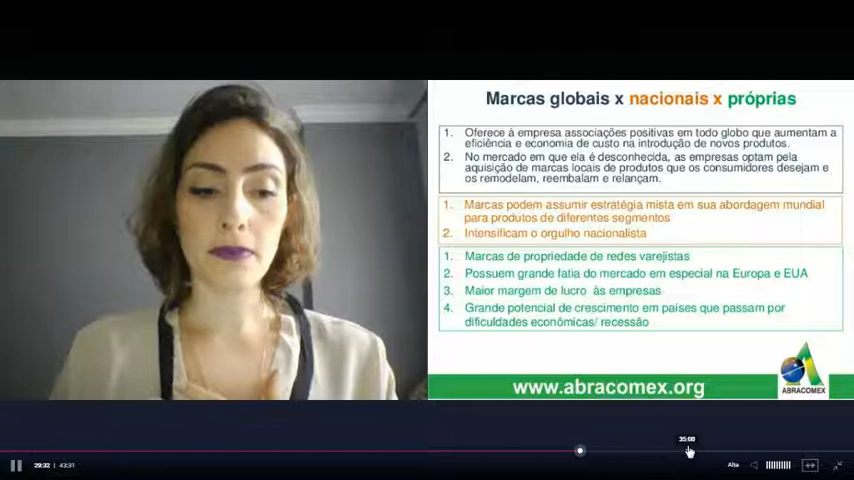 Marcas globais x nacionais x próprias
1. Oferece à empresa associações positivas em todo globo que aumentam a
eficiência e economia de custo na introdução de novos produtos.
2. No mercado em que ela é desconhecida, as empresas optam pela
aquisição de marcas locais de produtos que os consumidores desejam e
os remodelam, reembalam e relançam.
1. Marcas podem assumir estratégia mista em sua abordagem mundial
para produtos de diferentes segmentos
2. Intensificam o orgulho nacionalista
1. Marcas de propriedade de redes varejistas
2. Possuem grande fatia do mercado em especial na Europa e EUA
3. Maior margem de lucro às empresas
4. Grande potencial de crescimento em países que passam por
dificuldades econômicas/ recessão
www.abracomex.org
ABRACOMEX
35:08
29:32 | 43:31
Alta